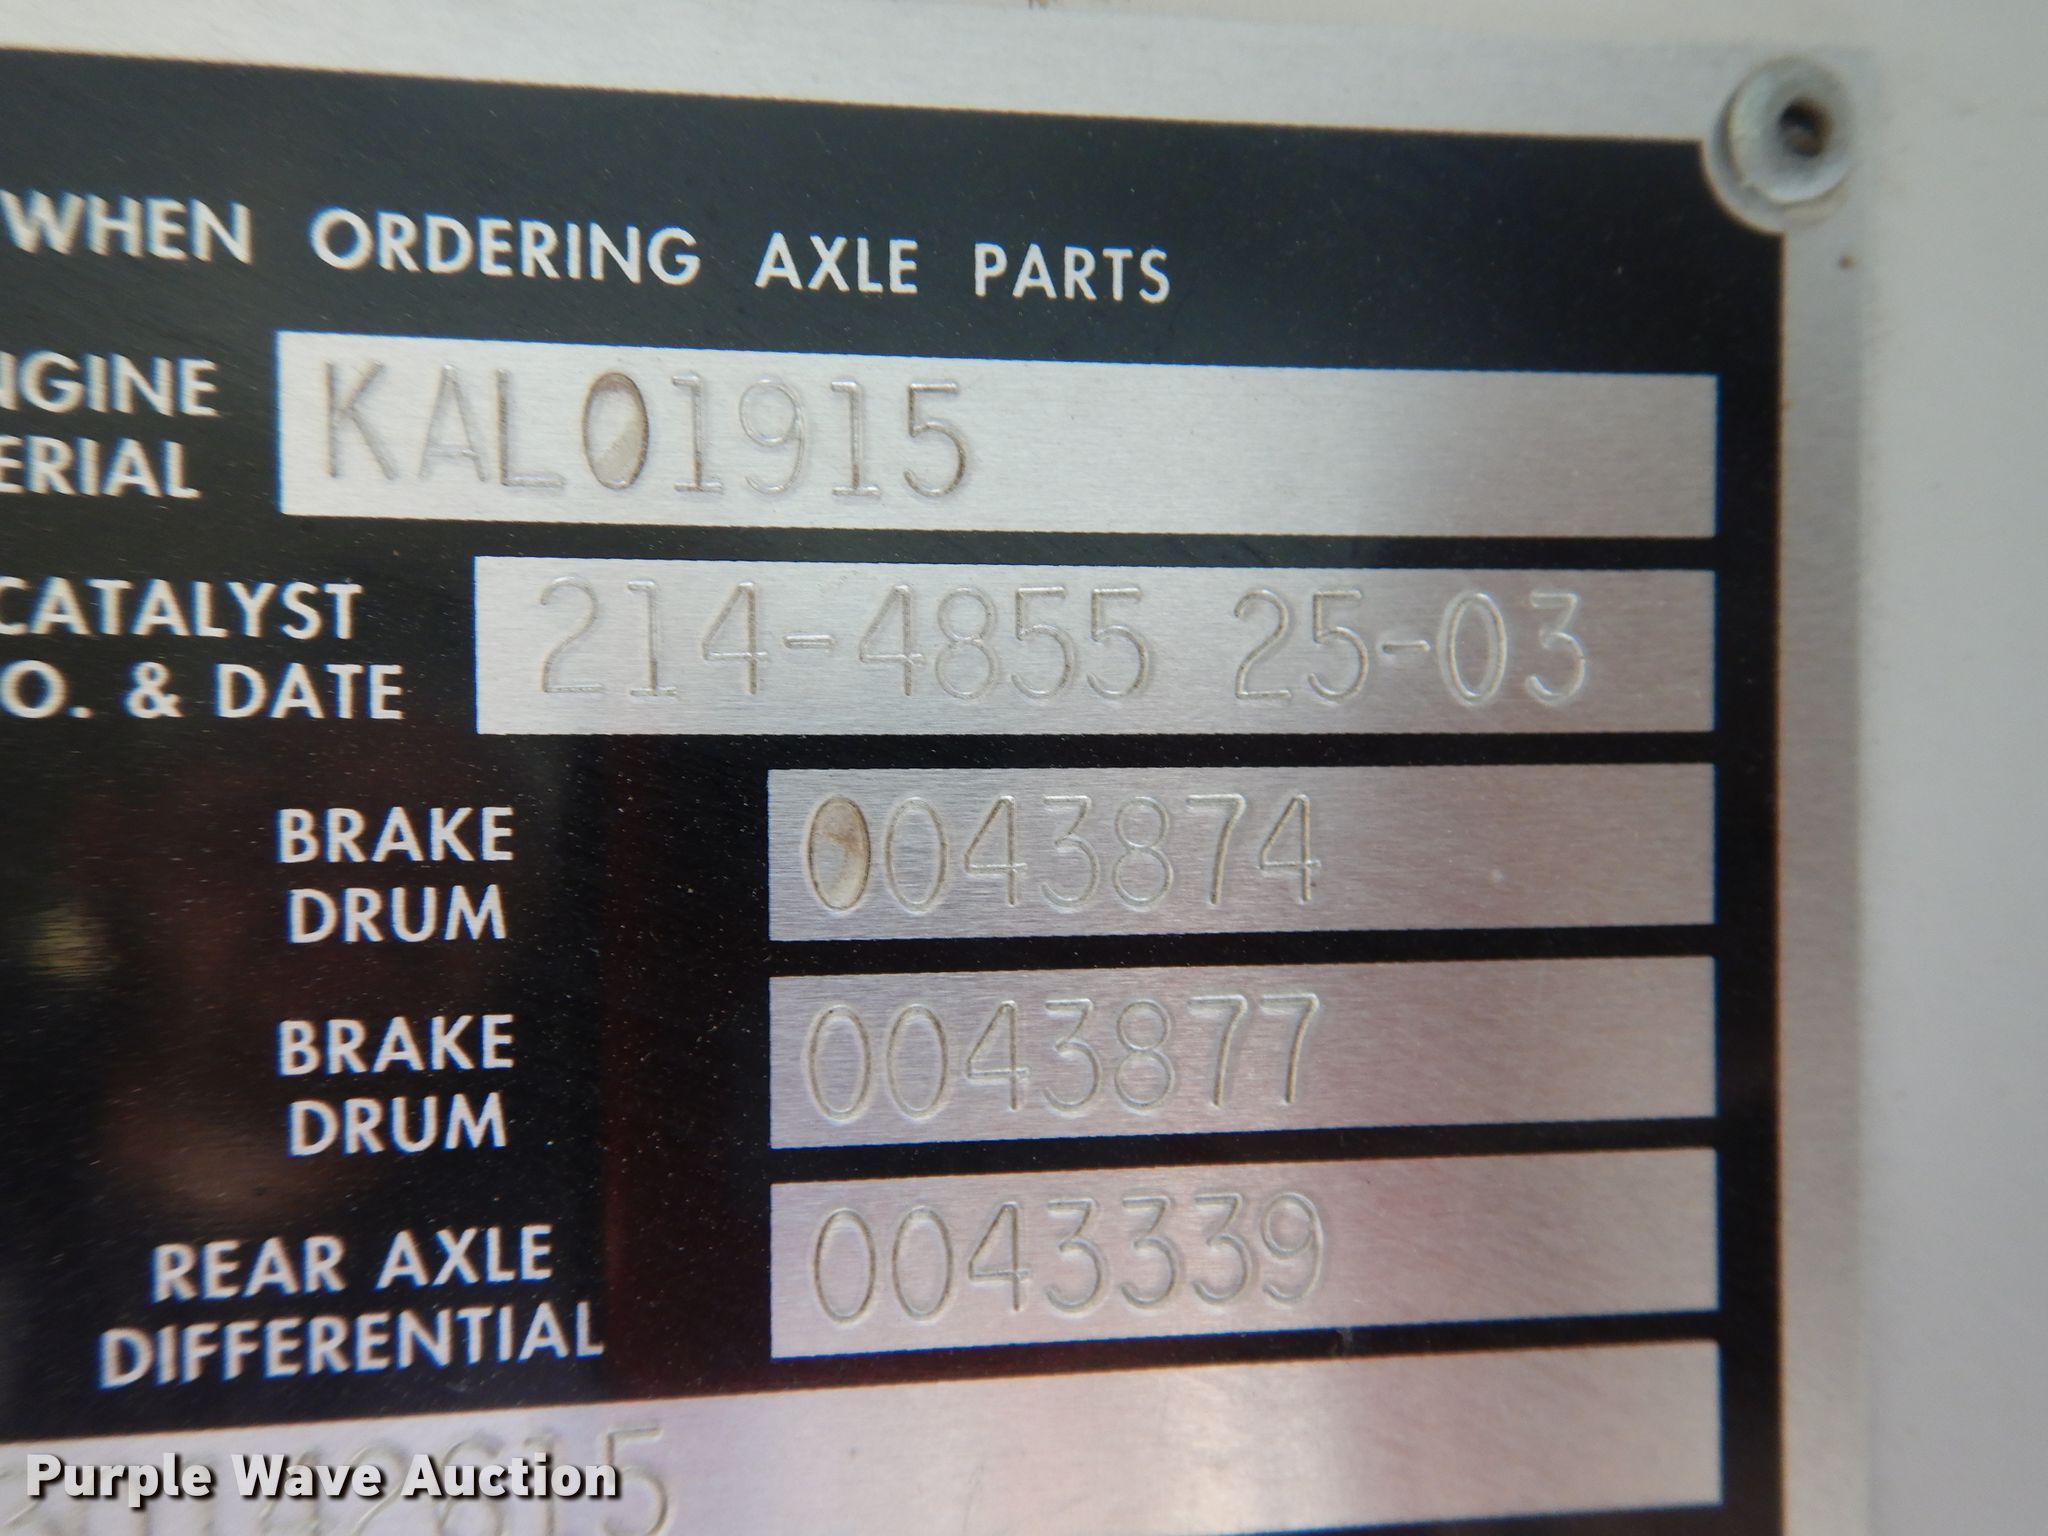 WHEN ORDERING AXLE PARTS
NGINE
ERIAL
KAL01915
CATALYST
O. & DATE
214-4855 25-03
BRAKE
DRUM
0043874
BRAKE
DRUM
0043877
REAR AXLE
DIFFERENTIAL
0043339
Purple Wave Auction